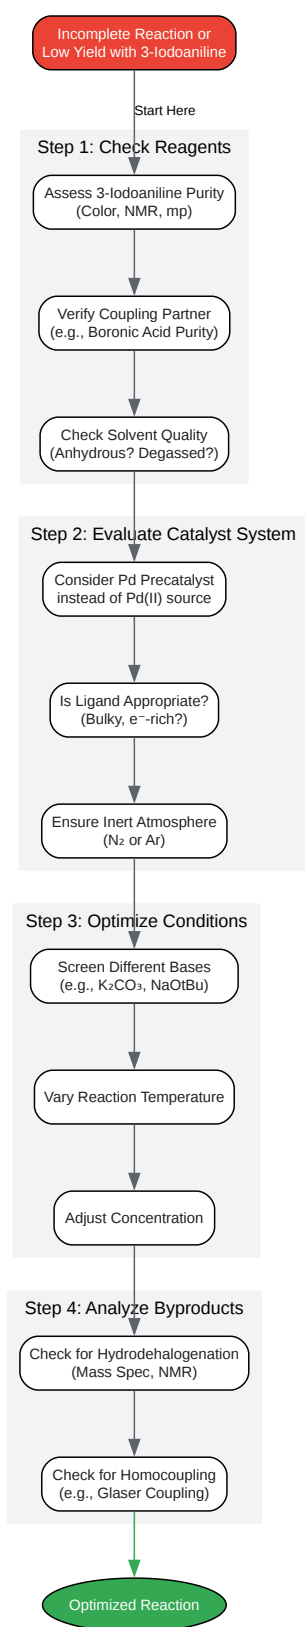 Incomplete Reaction or
Low Yield with 3-Iodoaniline
Start Here
Step 1: Check Reagents
Assess 3-Iodoaniline Purity
(Color, NMR, mp)
Verify Coupling Partner
(e.g., Boronic Acid Purity)
Check Solvent Quality
(Anhydrous? Degassed?)
Step 2: Evaluate Catalyst System
Consider Pd Precatalyst
instead of Pd(II) source
Is Ligand Appropriate?
(Bulky, e⁻-rich?)
Ensure Inert Atmosphere
(N₂ or Ar)
Step 3: Optimize Conditions
Screen Different Bases
(e.g., K₂CO₃, NaOtBu)
Vary Reaction Temperature
Adjust Concentration
Step 4: Analyze Byproducts
Check for Hydrodehalogenation
(Mass Spec, NMR)
Check for Homocoupling
(e.g., Glaser Coupling)
Optimized Reaction